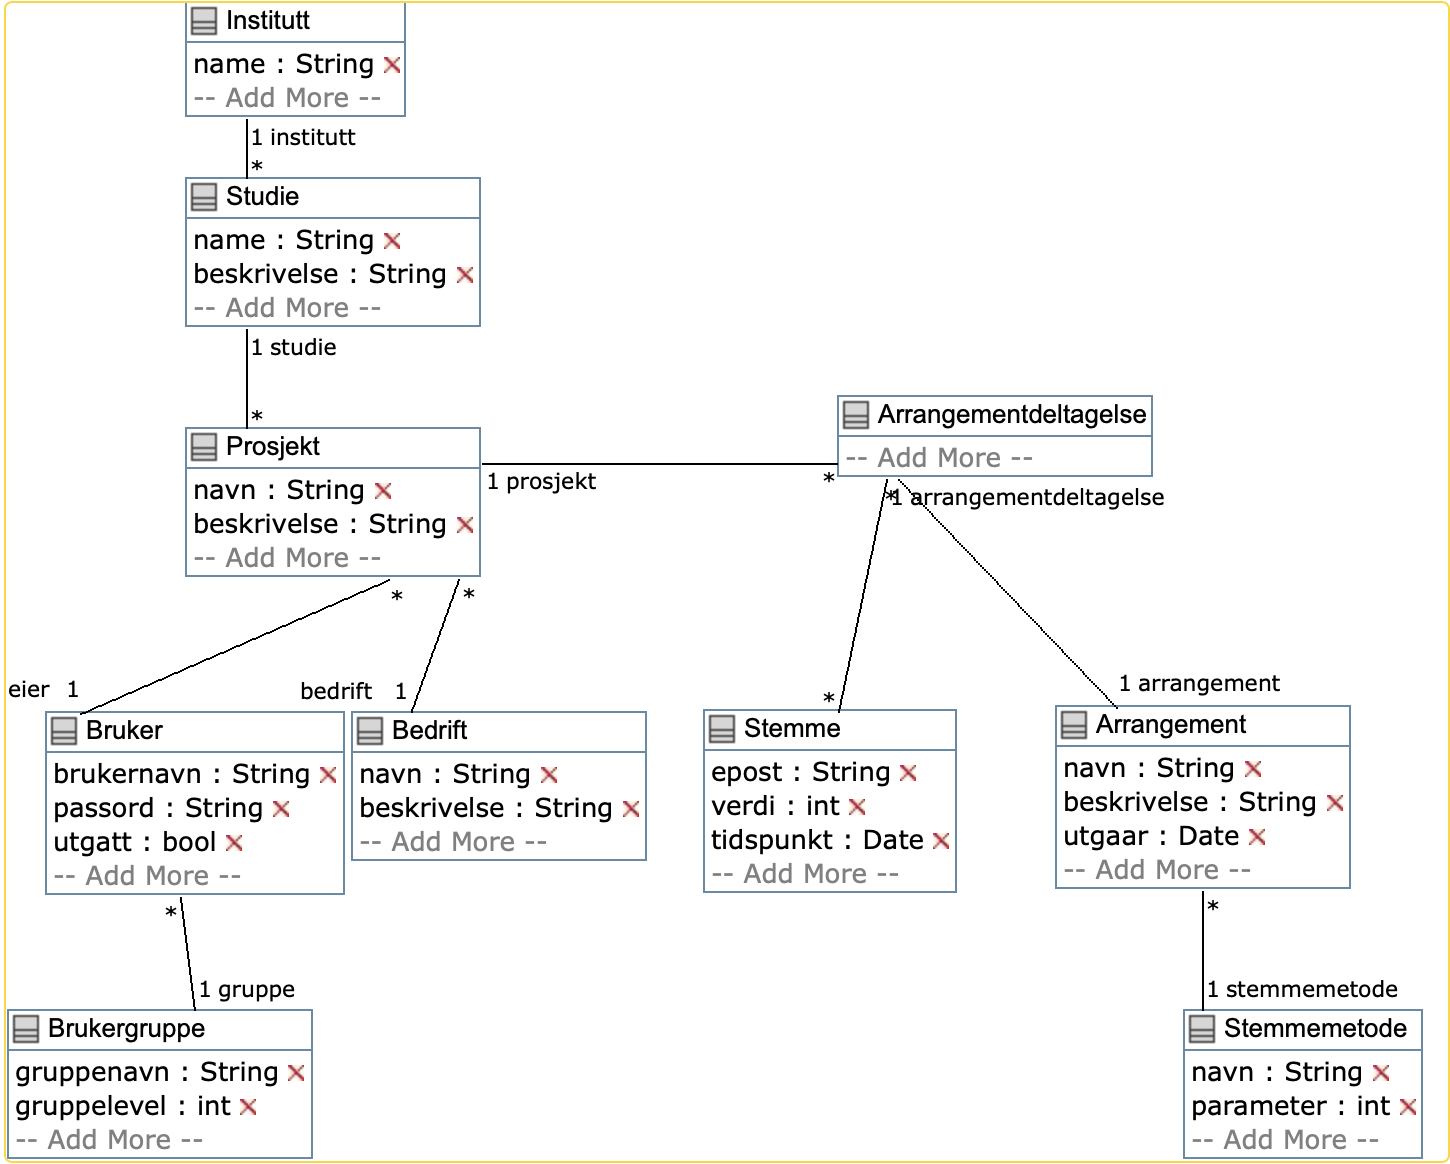 Institutt
name : String
-- Add More --
1 institutt
*
Studie
name : String
beskrivelse : String
-- Add More --
1 studie
*
Prosjekt
navn : String
beskrivelse : String
-- Add More --
1 prosjekt
*
Arrangementdeltagelse
-- Add More --
*
1 arrangementdeltagelse
*
*
eier 1
bedrift 1
*
1 arrangement
Bruker
brukernavn : String
passord : String
utgatt : bool
-- Add More --
Bedrift
navn : String
beskrivelse : String
-- Add More --
Stemme
epost : String
verdi : int
tidspunkt : Date
-- Add More --
Arrangement
navn : String
beskrivelse : String
utgaar : Date
-- Add More --
*
1 gruppe
*
1 stemmemetode
Brukergruppe
gruppenavn : String
gruppelevel : int
-- Add More --
Stemmemetode
navn : String
parameter : int
-- Add More --